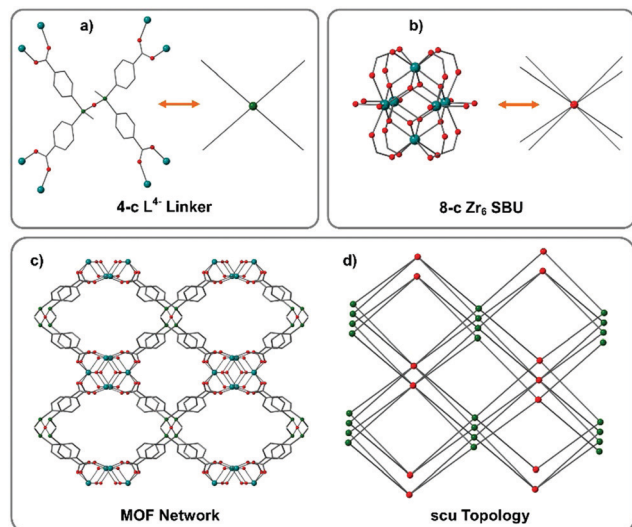 a)
4-c L⁴⁻ Linker
b)
8-c Zr₆ SBU
c)
MOF Network
d)
scu Topology